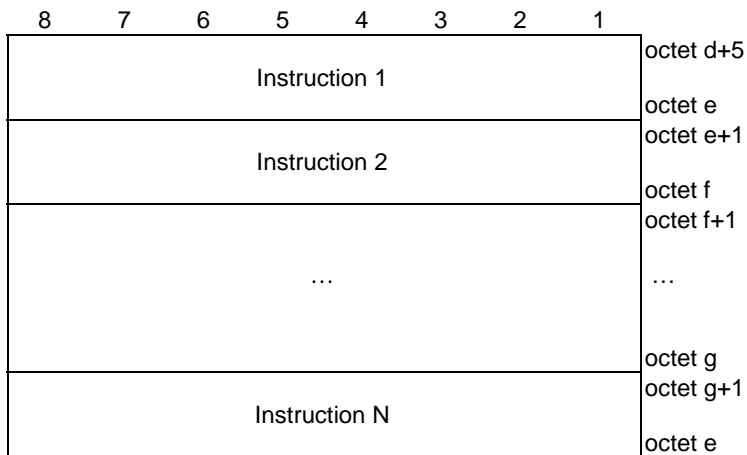 8 7 6 5 4 3 2 1
octet d+5
Instruction 1
octet e
octet e+1
Instruction 2
octet f
octet f+1
… …
octet g
octet g+1
Instruction N
octet e